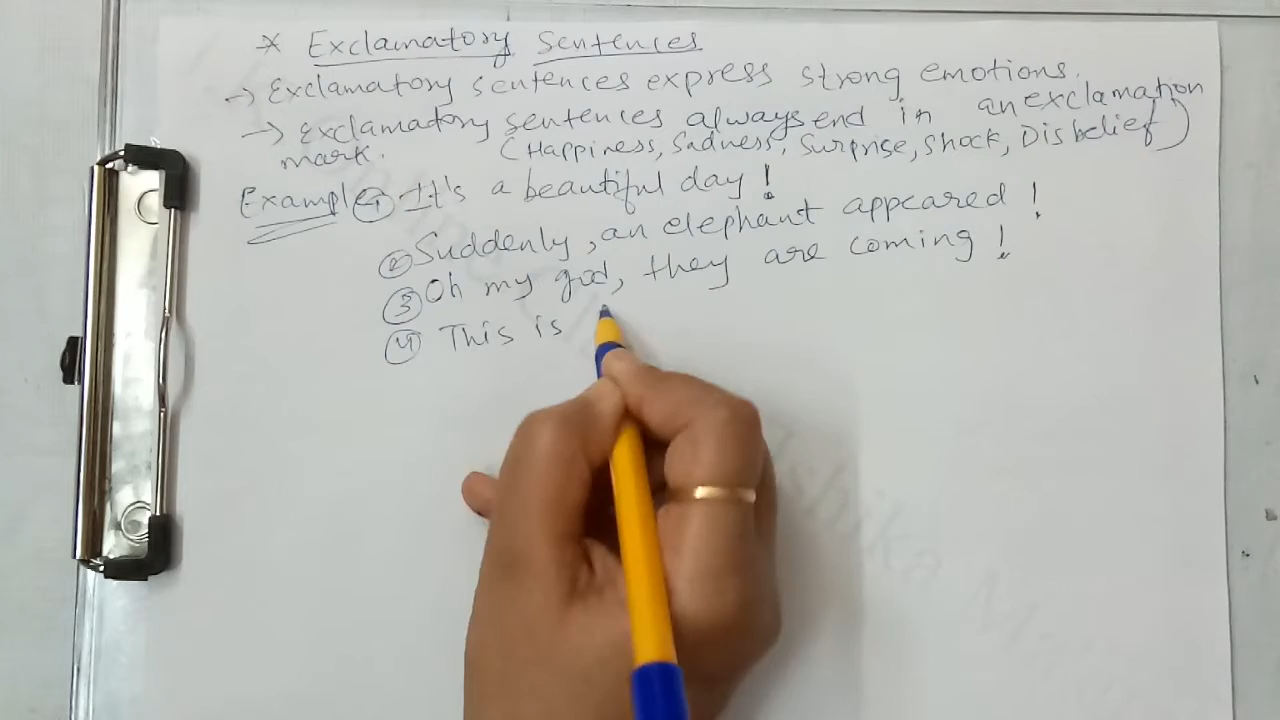 * Exclamatory Sentences
→ Exclamatory sentences express strong emotions.
→ Exclamatory sentences always end in an exclamation
mark. (Happiness, Sadness, Surprise, Shock, Disbelief)
Example ① It's a beautiful day!
② Suddenly, an elephant appeared!
③ Oh my god, they are coming!
④ This is